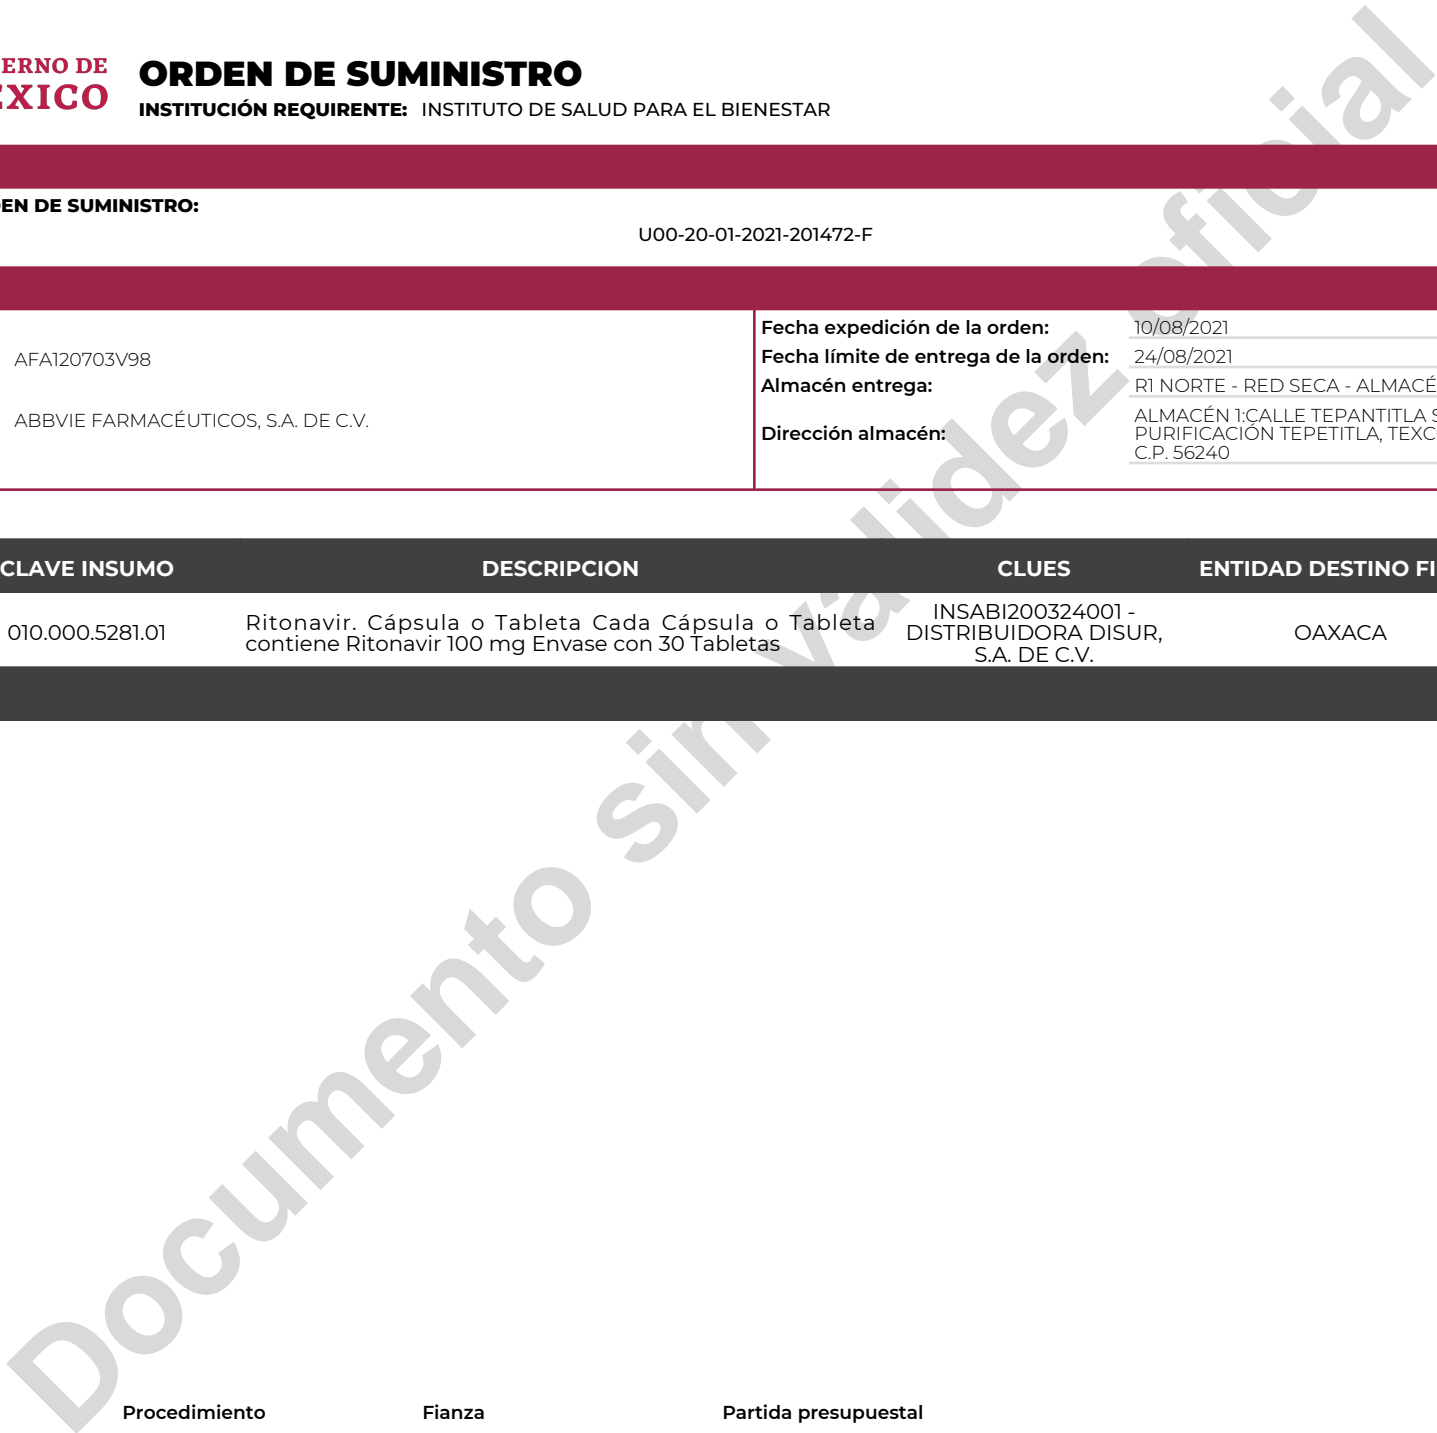 ERNO DE
ÉXICO
ORDEN DE SUMINISTRO
INSTITUCIÓN REQUIRENTE: INSTITUTO DE SALUD PARA EL BIENESTAR
EN DE SUMINISTRO:
U00-20-01-2021-201472-F
AFA120703V98
ABBVIE FARMACÉUTICOS, S.A. DE C.V.
Fecha expedición de la orden: 10/08/2021
Fecha límite de entrega de la orden: 24/08/2021
Almacén entrega: R1 NORTE - RED SECA - ALMACÉ
Dirección almacén: ALMACÉN 1:CALLE TEPANTITLA S
PURIFICACIÓN TEPETITLA, TEXC
C.P. 56240
CLAVE INSUMO DESCRIPCION CLUES ENTIDAD DESTINO FI
010.000.5281.01
Ritonavir. Cápsula o Tableta Cada Cápsula o Tableta
contiene Ritonavir 100 mg Envase con 30 Tabletas
INSABI200324001 -
DISTRIBUIDORA DISUR,
S.A. DE C.V.
OAXACA
Documento sin validez oficial
Procedimiento Fianza Partida presupuestal